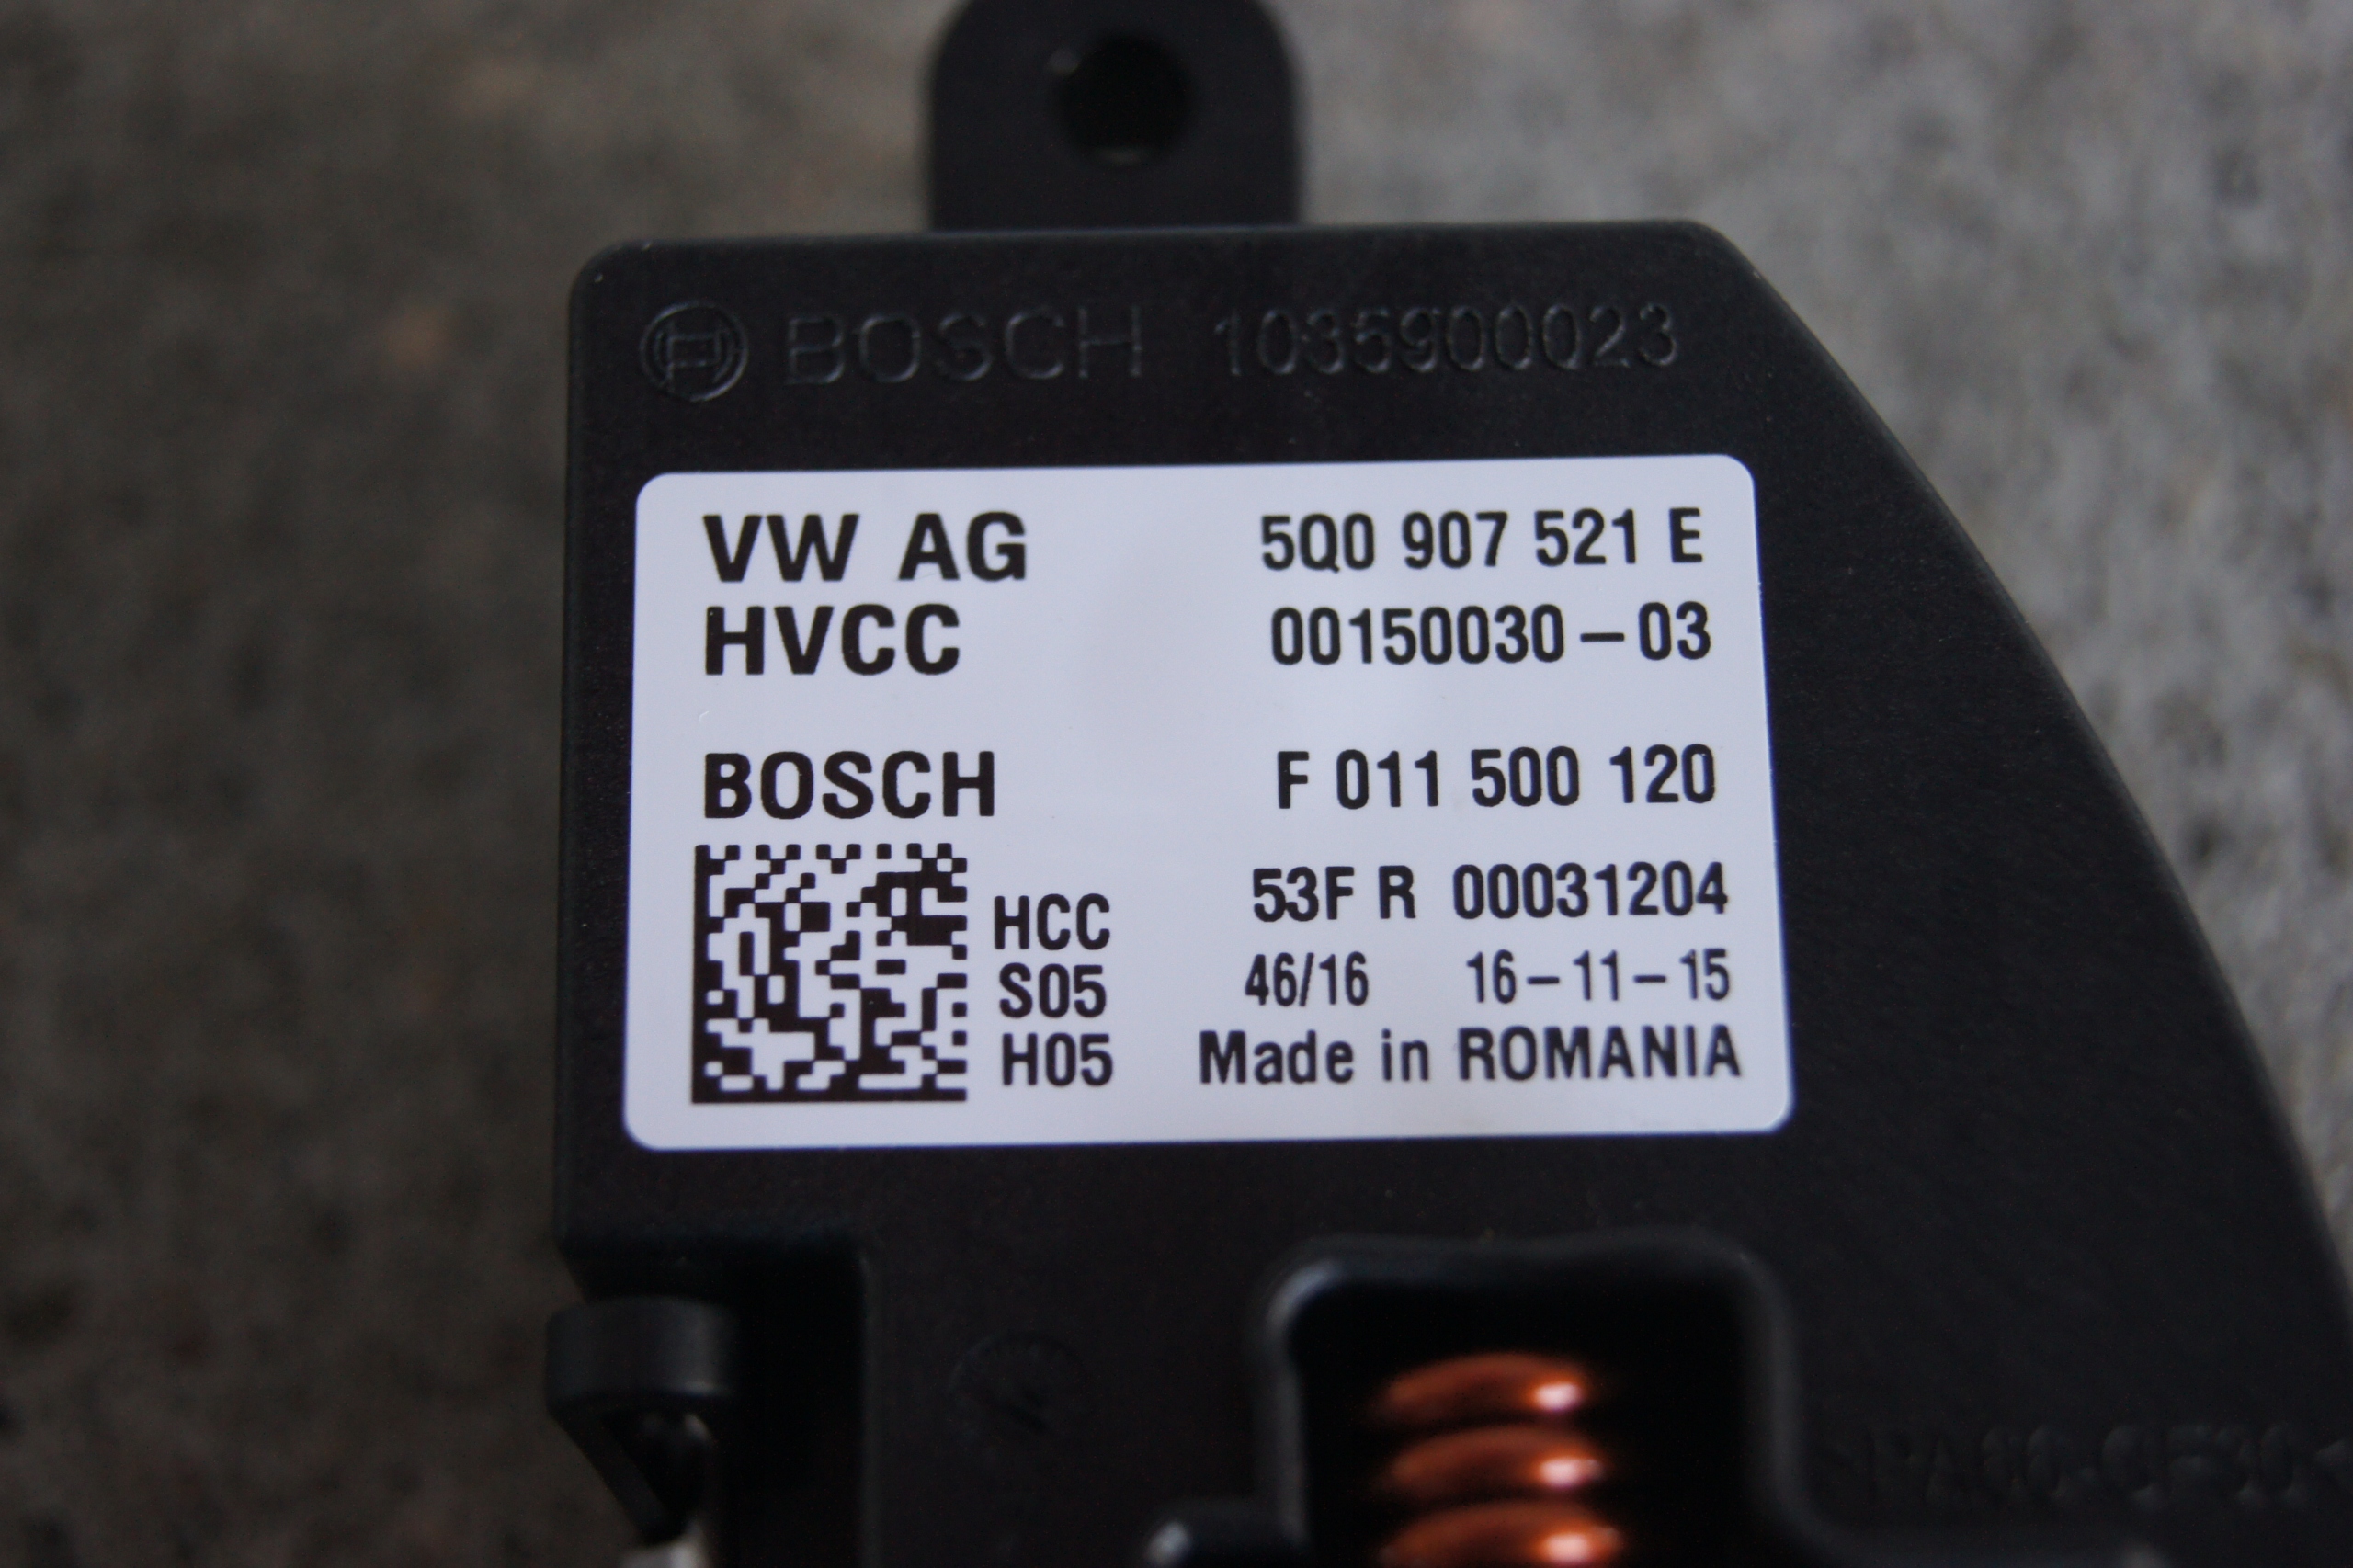 BOSCH 1035900023
VW AG 5Q0 907 521 E
HVCC 00150030-03
BOSCH F 011 500 120
HCC 53F R 00031204
S05 46/16 16-11-15
H05 Made in ROMANIA